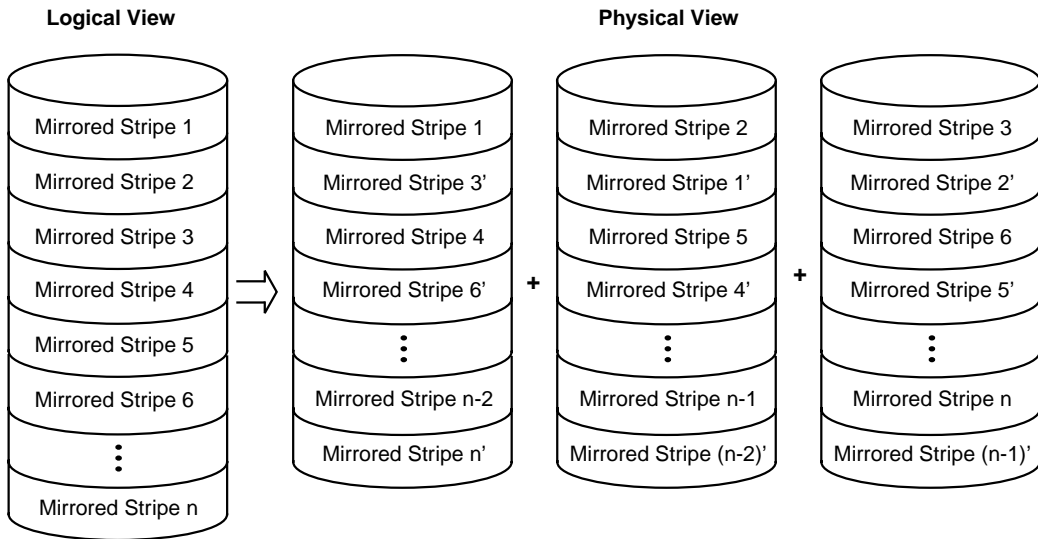 Logical View
Physical View
Mirrored Stripe 1
Mirrored Stripe 2
Mirrored Stripe 3
Mirrored Stripe 4
Mirrored Stripe 5
Mirrored Stripe 6
Mirrored Stripe n
Mirrored Stripe 1
Mirrored Stripe 3’
Mirrored Stripe 4
Mirrored Stripe 6’
Mirrored Stripe n-2
Mirrored Stripe n’
+
Mirrored Stripe 2
Mirrored Stripe 1’
Mirrored Stripe 5
Mirrored Stripe 4’
Mirrored Stripe n-1
Mirrored Stripe (n-2)’
+
Mirrored Stripe 3
Mirrored Stripe 2’
Mirrored Stripe 6
Mirrored Stripe 5’
Mirrored Stripe n
Mirrored Stripe (n-1)’